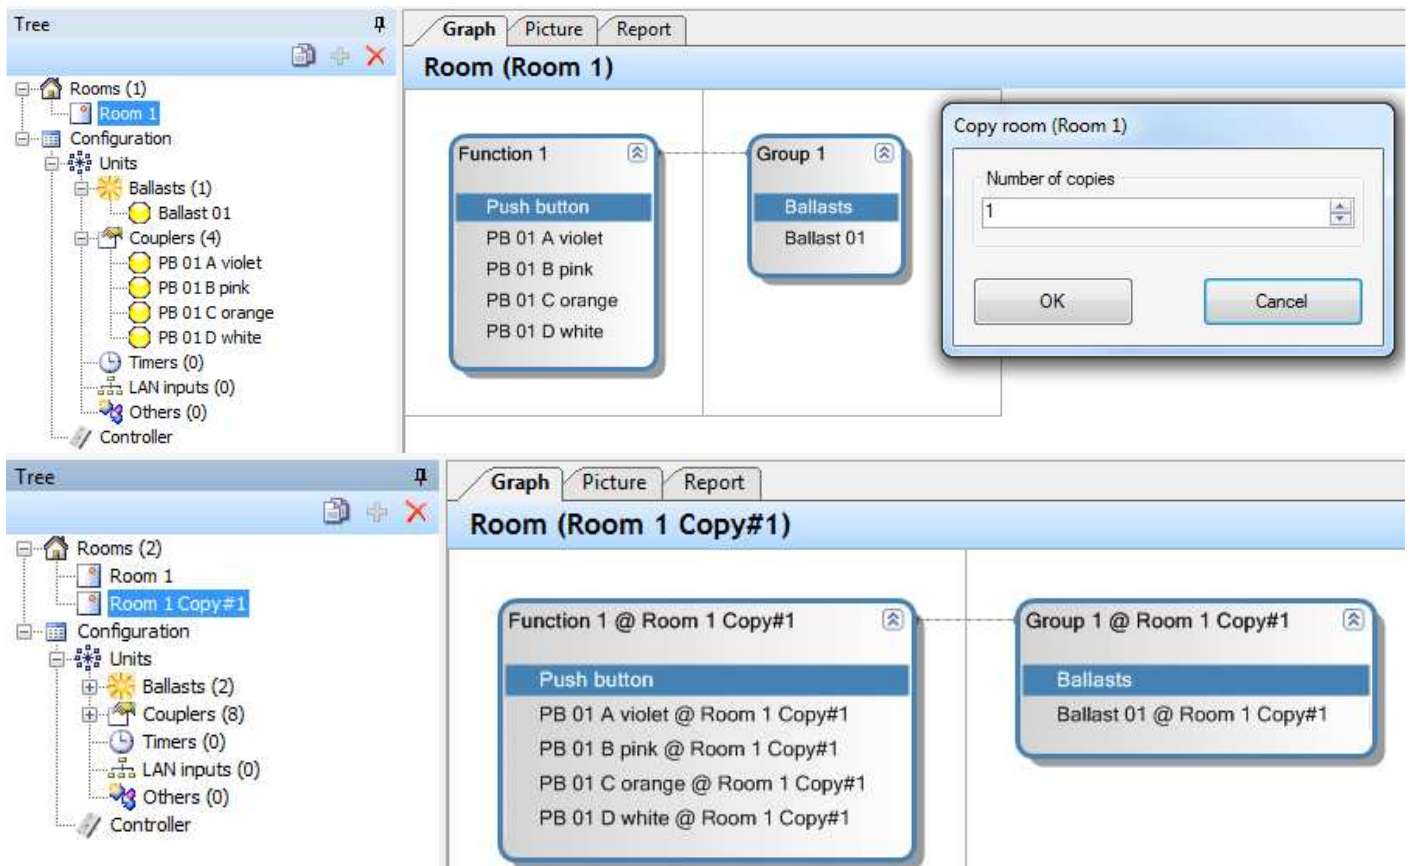 Tree
Rooms (1)
Room 1
Configuration
Units
Ballasts (1)
Ballast 01
Couplers (4)
PB 01 A violet
PB 01 B pink
PB 01 C orange
PB 01 D white
Timers (0)
LAN inputs (0)
Others (0)
Controller
Graph Picture Report
Room (Room 1)
Function 1
Push button
PB 01 A violet
PB 01 B pink
PB 01 C orange
PB 01 D white
Group 1
Ballasts
Ballast 01
Copy room (Room 1)
Number of copies
1
OK Cancel
Tree
Rooms (2)
Room 1
Room 1 Copy#1
Configuration
Units
Ballasts (2)
Couplers (8)
Timers (0)
LAN inputs (0)
Others (0)
Controller
Graph Picture Report
Room (Room 1 Copy#1)
Function 1 @ Room 1 Copy#1
Push button
PB 01 A violet @ Room 1 Copy#1
PB 01 B pink @ Room 1 Copy#1
PB 01 C orange @ Room 1 Copy#1
PB 01 D white @ Room 1 Copy#1
Group 1 @ Room 1 Copy#1
Ballasts
Ballast 01 @ Room 1 Copy#1